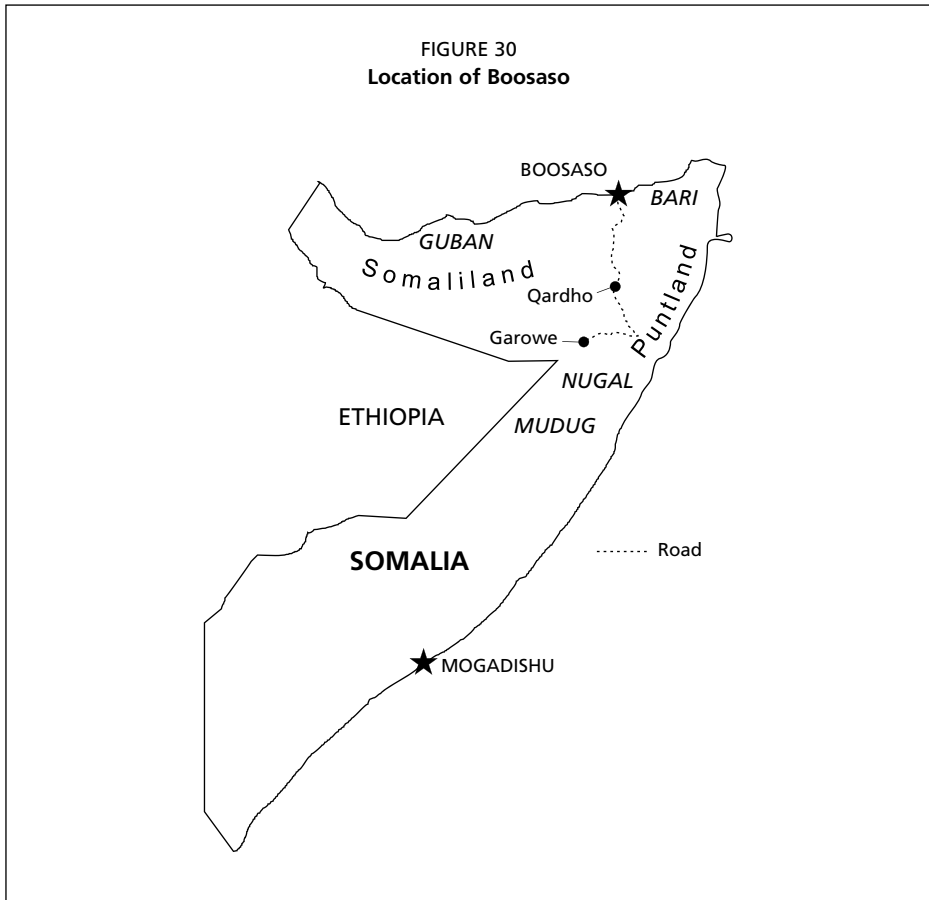 FIGURE 30
Location of Boosaso
BOOSASO
BARI
GUBAN
Somaliland
Puntland
Qardho
Garowe
NUGAL
ETHIOPIA
MUDUG
SOMALIA
Road
MOGADISHU